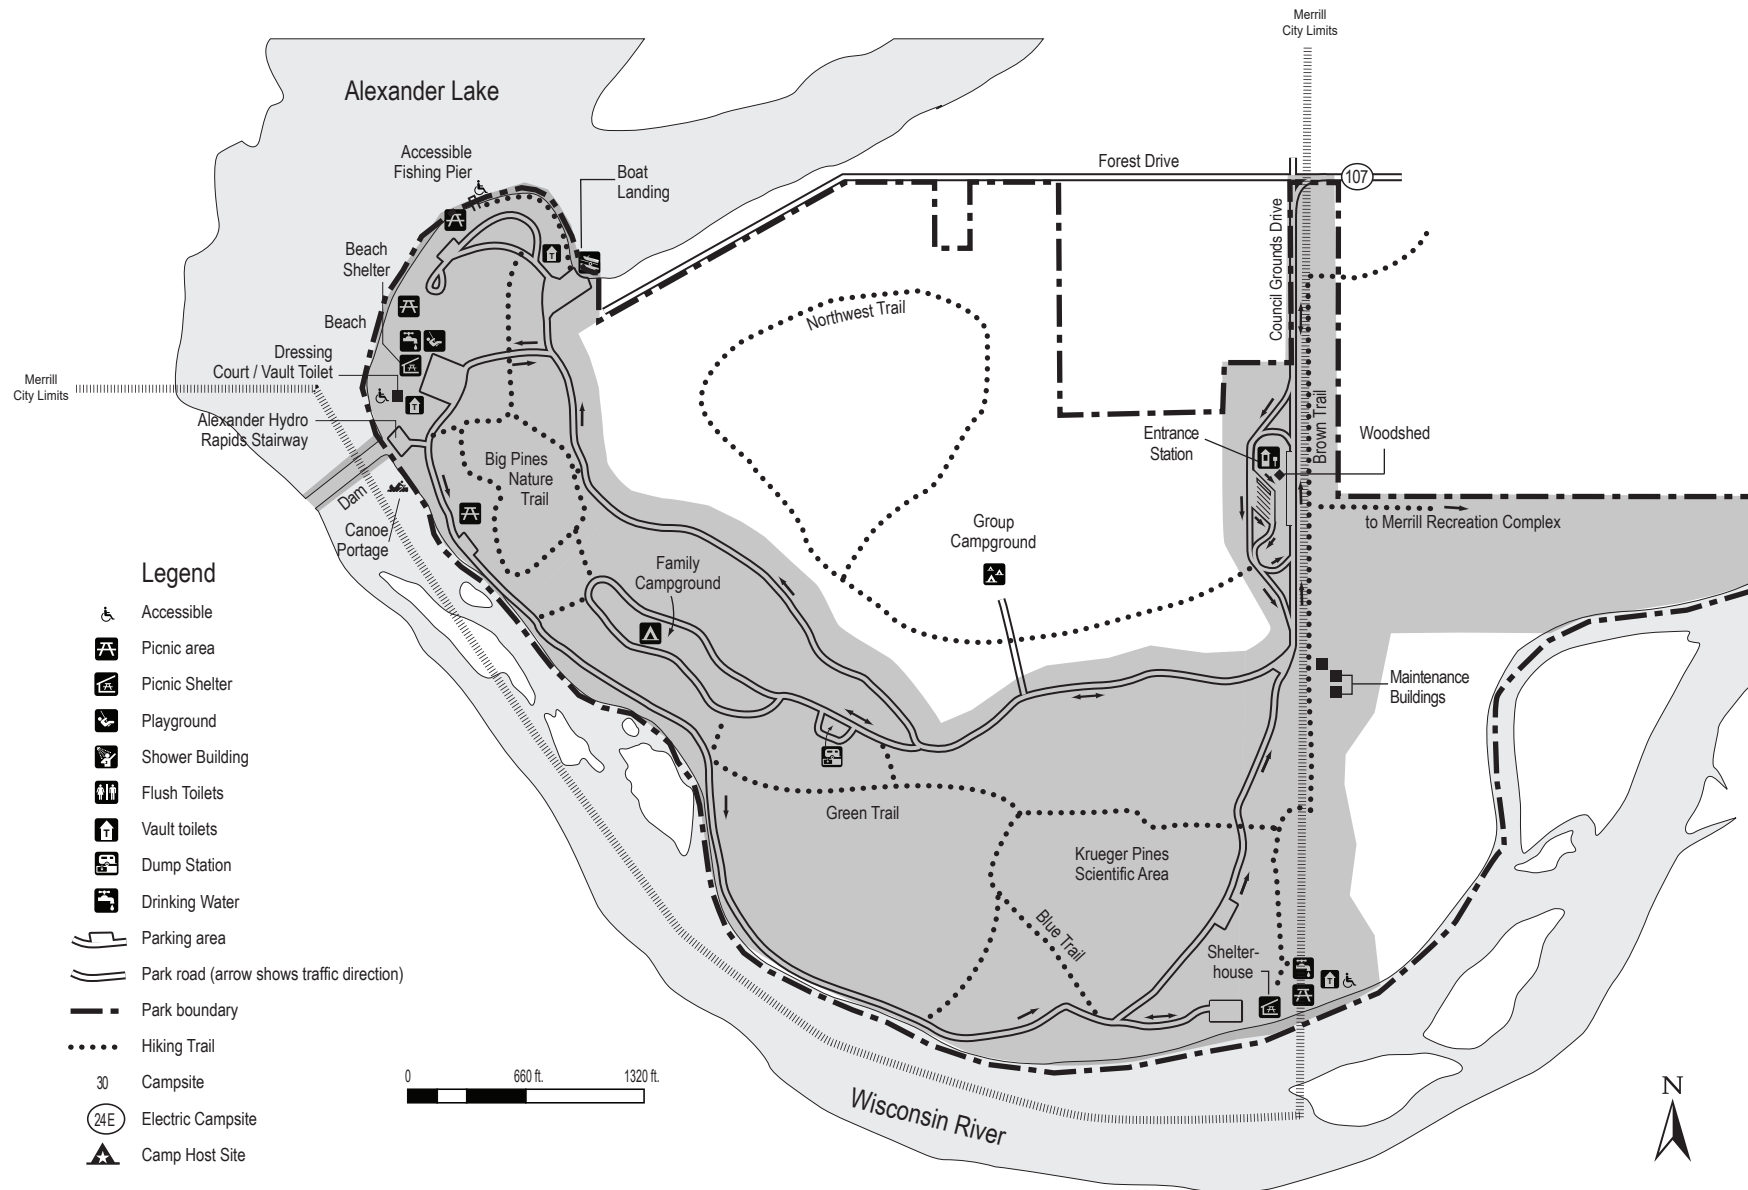 Merrill
City Limits
Alexander Lake
Accessible
Fishing Pier
Boat
Landing
Forest Drive
107
Council Grounds Drive
Beach
Shelter
Beach
Northwest Trail
Dressing
Court / Vault Toilet
Merrill
City Limits
Alexander Hydro
Rapids Stairway
Big Pines
Nature
Trail
Entrance
Station
Brown Trail
Woodshed
Dam
Canoe
Portage
Group
Campground
to Merrill Recreation Complex
Family
Campground
Maintenance
Buildings
Green Trail
Krueger Pines
Scientific Area
Blue Trail
Shelter-
house
Wisconsin River
Legend
Accessible
Picnic area
Picnic Shelter
Playground
Shower Building
Flush Toilets
T
Vault toilets
Dump Station
Drinking Water
Parking area
Park road (arrow shows traffic direction)
Park boundary
Hiking Trail
30 Campsite
24E Electric Campsite
Camp Host Site
0 660 ft. 1320 ft.
N